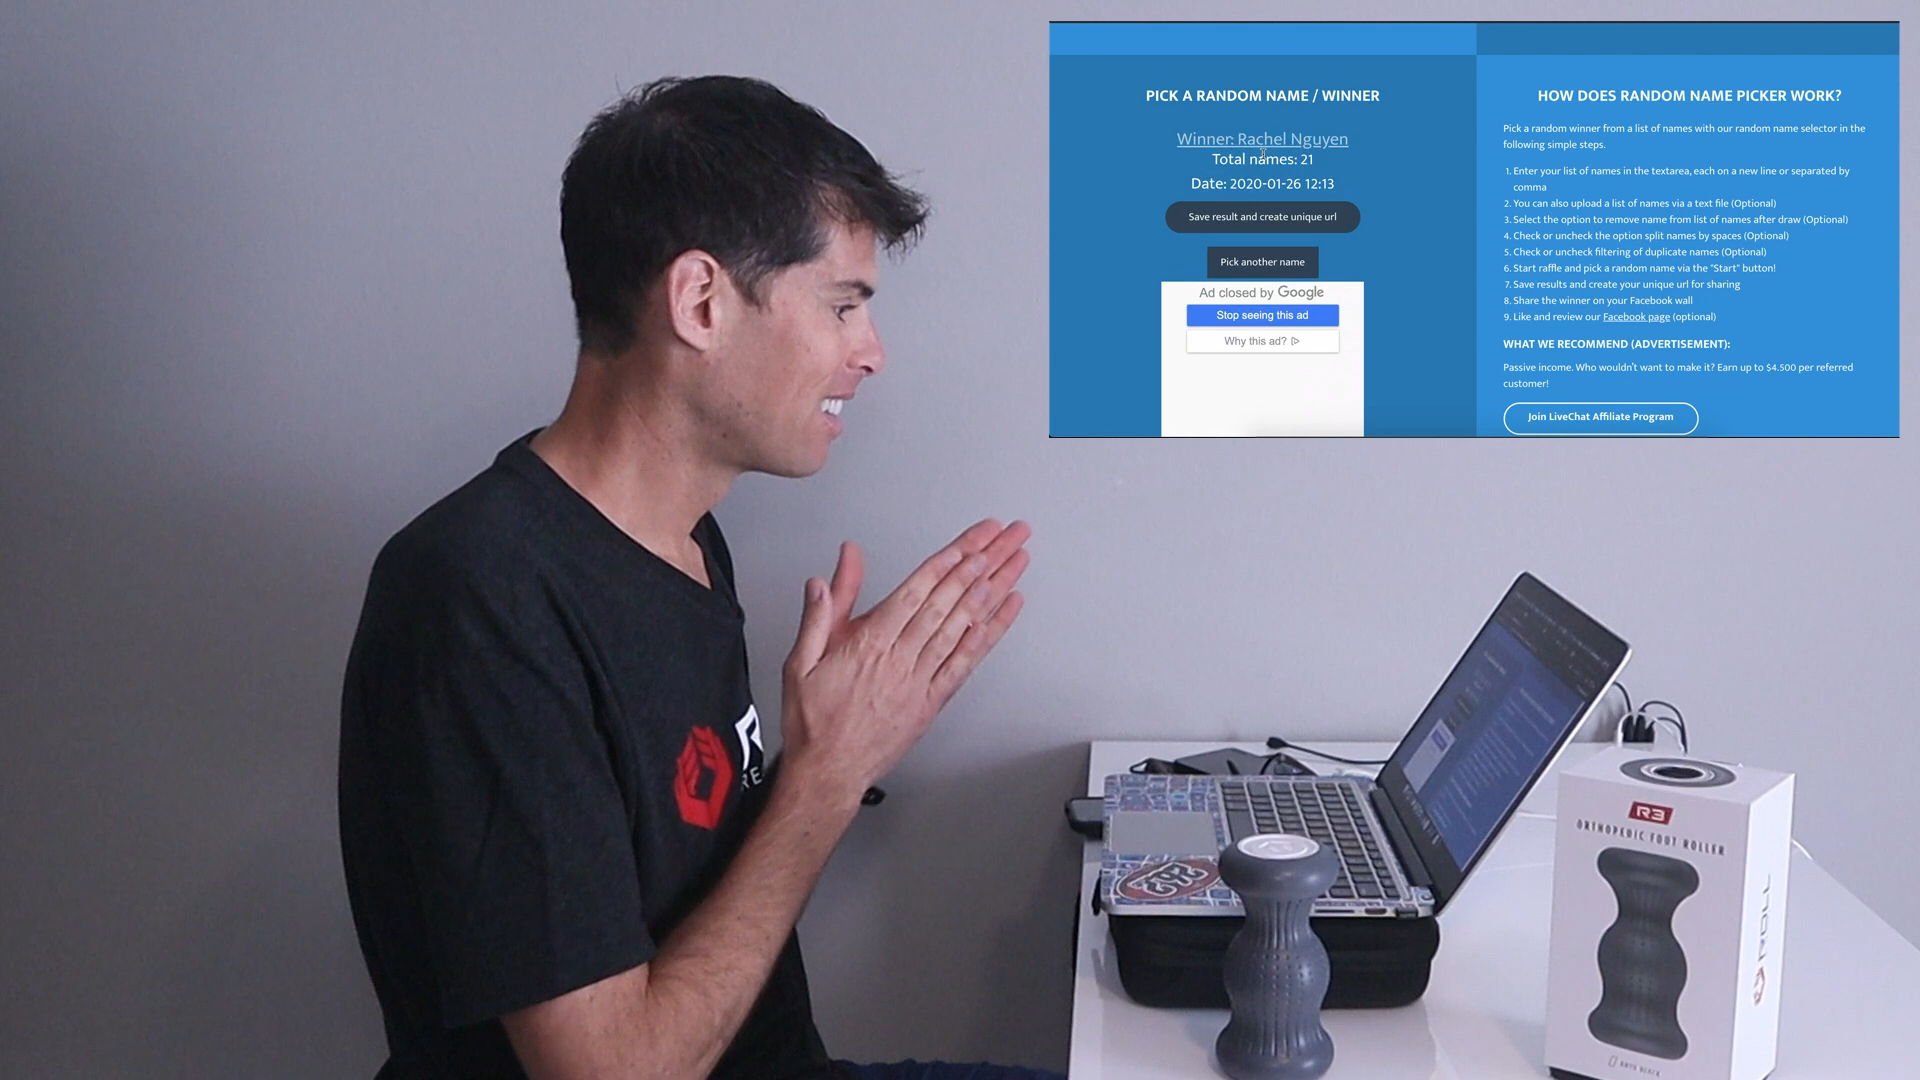 PICK A RANDOM NAME / WINNER
Winner: Rachel Nguyen
Total names: 21
Date: 2020-01-26 12:13
Save result and create unique url
Pick another name
Ad closed by Google
Stop seeing this ad
Why this ad?
HOW DOES RANDOM NAME PICKER WORK?
Pick a random winner from a list of names with our random name selector in the
following simple steps.
1. Enter your list of names in the textarea, each on a new line or separated by
comma
2. You can also upload a list of names via a text file (Optional)
3. Select the option to remove name from list of names after draw (Optional)
4. Check or uncheck the option split names by spaces (Optional)
5. Check or uncheck filtering of duplicate names (Optional)
6. Start raffle and pick a random name via the "Start" button!
7. Save results and create your unique url for sharing
8. Share the winner on your Facebook wall
9. Like and review our Facebook page (optional)
WHAT WE RECOMMEND (ADVERTISEMENT):
Passive income. Who wouldn't want to make it? Earn up to $4.500 per referred
customer!
Join LiveChat Affiliate Program
R3
ORTHOPEDIC FOOT ROLLER
ROLL